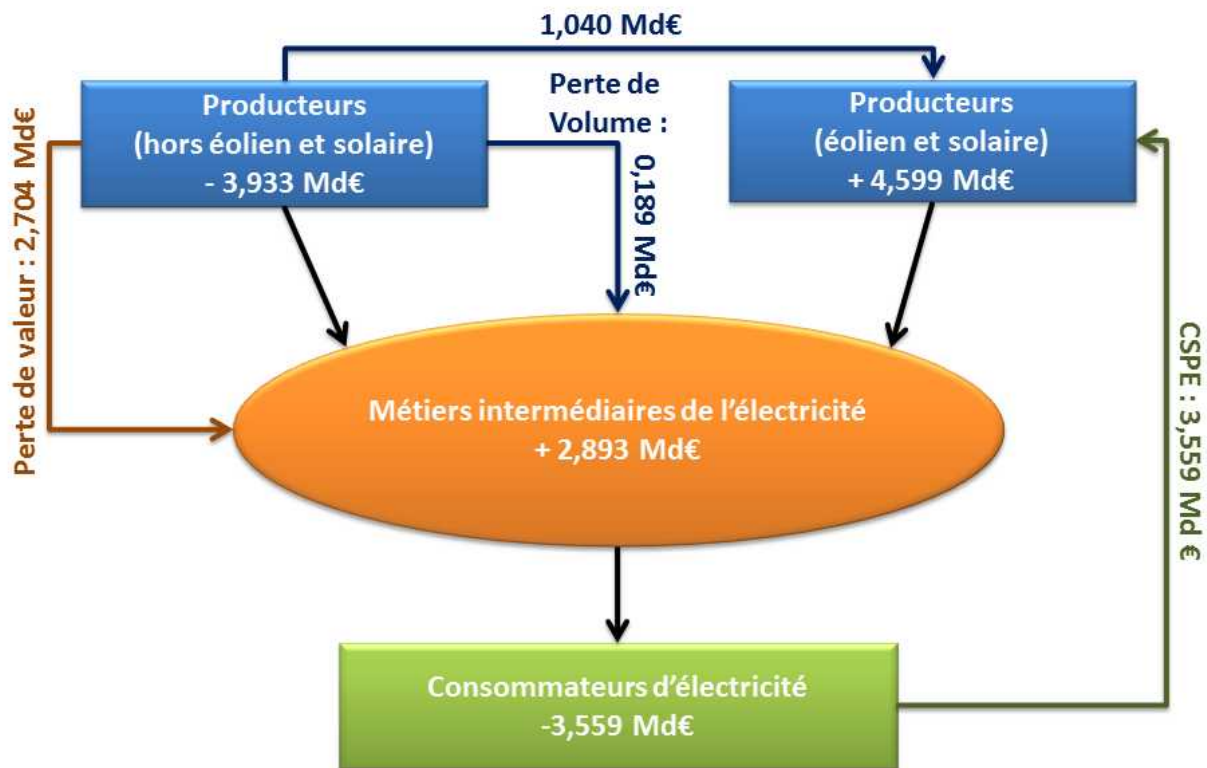 1,040 Md€
Producteurs
(hors éolien et solaire)
- 3,933 Md€
Perte de
Volume :
0,189 Md€
Producteurs
(éolien et solaire)
+ 4,599 Md€
Perte de valeur : 2,704 Md€
Métiers intermédiaires de l’électricité
+ 2,893 Md€
CSPE : 3,559 Md €
Consommateurs d’électricité
-3,559 Md€